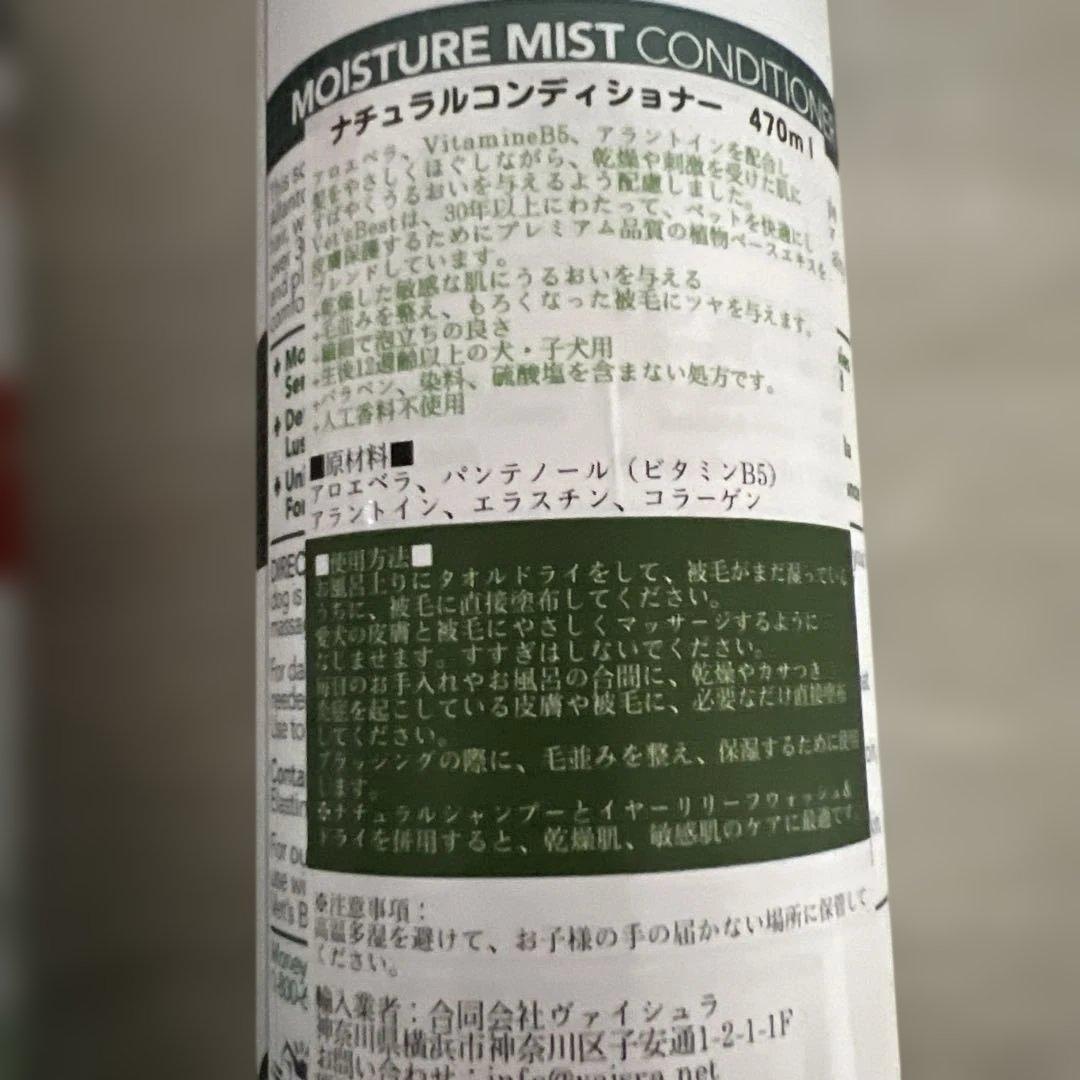 MOISTURE MIST CONDITIONER
ナチュラルコンディショナー 470ml
アロエベラ、VitamineB5、アラントインを配合し
髪をやさしくほぐしながら、乾燥や刺激を受けた肌に
すばやくうるおいを与えるよう配慮しました。
Vet'sBestは、30年以上にわたって、ペットを快適にし
皮膚保護するためにプレミアム品質の植物ベースエキスを
ブレンドしています。
+乾燥した敏感な肌にうるおいを与える
+毛並みを整え、もろくなった被毛にツヤを与えます。
+繊細で泡立ちの良さ
+生後12週齢以上の犬・子犬用
+パラベン、染料、硫酸塩を含まない処方です。
+人工香料不使用
■原材料■
アロエベラ、パンテノール（ビタミンB5）
アラントイン、エラスチン、コラーゲン
■使用方法■
お風呂上りにタオルドライをして、被毛がまだ湿っている
うちに、被毛に直接塗布してください。
愛犬の皮膚と被毛にやさしくマッサージするように
なじませます。すすぎはしないでください。
毎日のお手入れやお風呂の合間に、乾燥やカサつき
炎症を起こしている皮膚や被毛に、必要なだけ直接塗布
してください。
ブラッシングの際に、毛並みを整え、保湿するために使用
します。
※ナチュラルシャンプーとイヤーリリーフウォッシュ&
ドライを併用すると、乾燥肌、敏感肌のケアに最適です
※注意事項：
高温多湿を避けて、お子様の手の届かない場所に保管して
ください。
輸入業者：合同会社ヴァイシュラ
神奈川県横浜市神奈川区子安通1-2-1-1F
お問い合わせ：info@vaisra.net